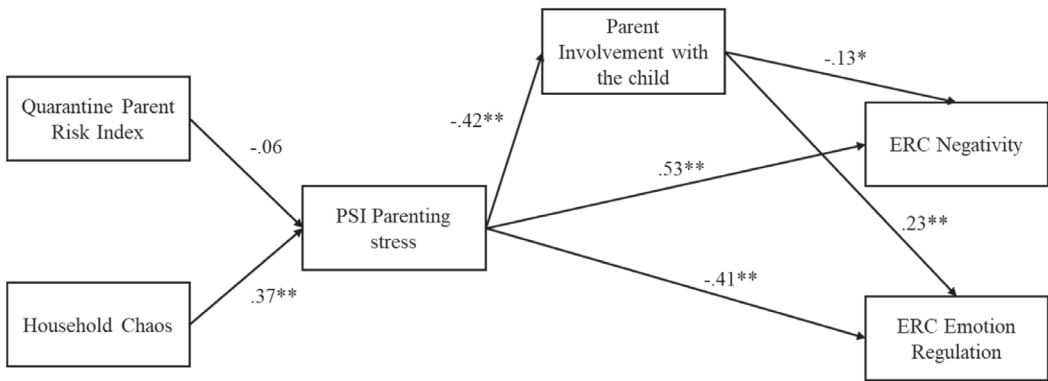 Parent
Involvement with
the child
-.13*
Quarantine Parent
Risk Index
-.06
-.42**
ERC Negativity
.53**
PSI Parenting
stress
.23**
-.41**
.37**
Household Chaos
ERC Emotion
Regulation